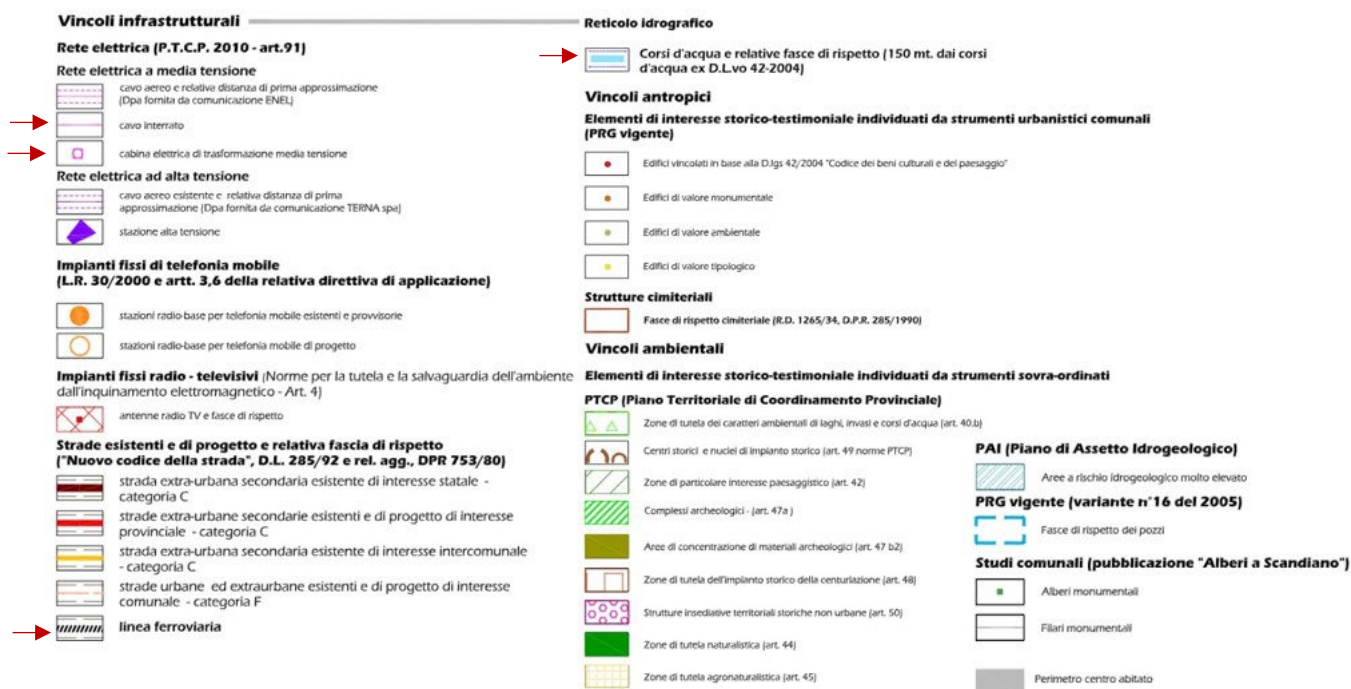 Vincoli infrastrutturali
Rete elettrica (P.T.C.P. 2010 - art.91)
Rete elettrica a media tensione
cavo aereo e relativa distanza di prima approssimazione
(Dpa fornita da comunicazione ENEL)
cavo interrato
cabina elettrica di trasformazione media tensione
Rete elettrica ad alta tensione
cavo aereo esistente e relativa distanza di prima
approssimazione (Dpa fornita da comunicazione TERNA spa)
stazione alta tensione
Impianti fissi di telefonia mobile
(L.R. 30/2000 e artt. 3,6 della relativa direttiva di applicazione)
stazioni radio-base per telefonia mobile esistenti e provvisorie
stazioni radio-base per telefonia mobile di progetto
Impianti fissi radio - televisivi (Norme per la tutela e la salvaguardia dell'ambiente
dall'inquinamento elettromagnetico - Art. 4)
antenne radio TV e fasce di rispetto
Strade esistenti e di progetto e relativa fascia di rispetto
("Nuovo codice della strada", D.L. 285/92 e rel. agg., DPR 753/80)
strada extra-urbana secondaria esistente di interesse statale -
categoria C
strade extra-urbane secondarie esistenti e di progetto di interesse
provinciale - categoria C
strada extra-urbana secondaria esistente di interesse intercomunale
- categoria C
strade urbane ed extraurbane esistenti e di progetto di interesse
comunale - categoria F
linea ferroviaria
Reticolo idrografico
Corsi d'acqua e relative fasce di rispetto (150 mt. dai corsi
d'acqua ex D.L.vo 42-2004)
Vincoli antropici
Elementi di interesse storico-testimoniale individuati da strumenti urbanistici comunali
(PRG vigente)
Edifici vincolati in base alla D.lgs 42/2004 "Codice dei beni culturali e del paesaggio"
Edifici di valore monumentale
Edifici di valore ambientale
Edifici di valore tipologico
Strutture cimiteriali
Fasce di rispetto cimiteriale (R.D. 1265/34, D.P.R. 285/1990)
Vincoli ambientali
Elementi di interesse storico-testimoniale individuati da strumenti sovra-ordinati
PTCP (Piano Territoriale di Coordinamento Provinciale)
Zone di tutela dei caratteri ambientali di laghi, invasi e corsi d'acqua (art. 40.b)
Centri storici e nuclei di impianto storico (art. 49 norme PTCP)
Zone di particolare interesse paesaggistico (art. 42)
Complessi archeologici - (art. 47a )
Aree di concentrazione di materiali archeologici (art. 47 b2)
Zone di tutela dell'impianto storico della centuriazione (art. 48)
Strutture insediative territoriali storiche non urbane (art. 50)
Zone di tutela naturalistica (art. 44)
Zone di tutela agronaturalistica (art. 45)
PAI (Piano di Assetto Idrogeologico)
Aree a rischio idrogeologico molto elevato
PRG vigente (variante n°16 del 2005)
Fasce di rispetto dei pozzi
Studi comunali (pubblicazione "Alberi a Scandiano")
Alberi monumentali
Filari monumentali
Perimetro centro abitato